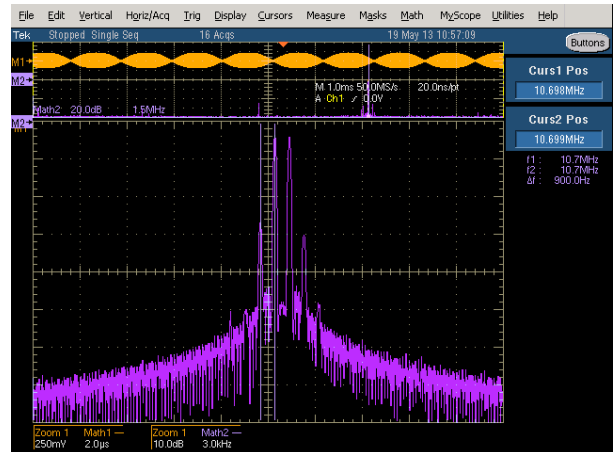 File Edit Vertical Horiz/Acq Trig Display Cursors Measure Masks Math MyScope Utilities Help
Tek Stopped Single Seq 16 Acqs 19 May 13 10:57:09
Buttons
M1
M2
M 1.0ms 50.0MS/s 20.0ns/pt
A Ch1 0.0V
Math2 20.0dB 1.5MHz
M2
Curs1 Pos
10.698MHz
Curs2 Pos
10.699MHz
f1 : 10.7MHz
f2 : 10.7MHz
Δf : 900.0Hz
Zoom 1 Math1 Zoom 1 Math2
250mV 2.0µs 10.0dB 3.0kHz